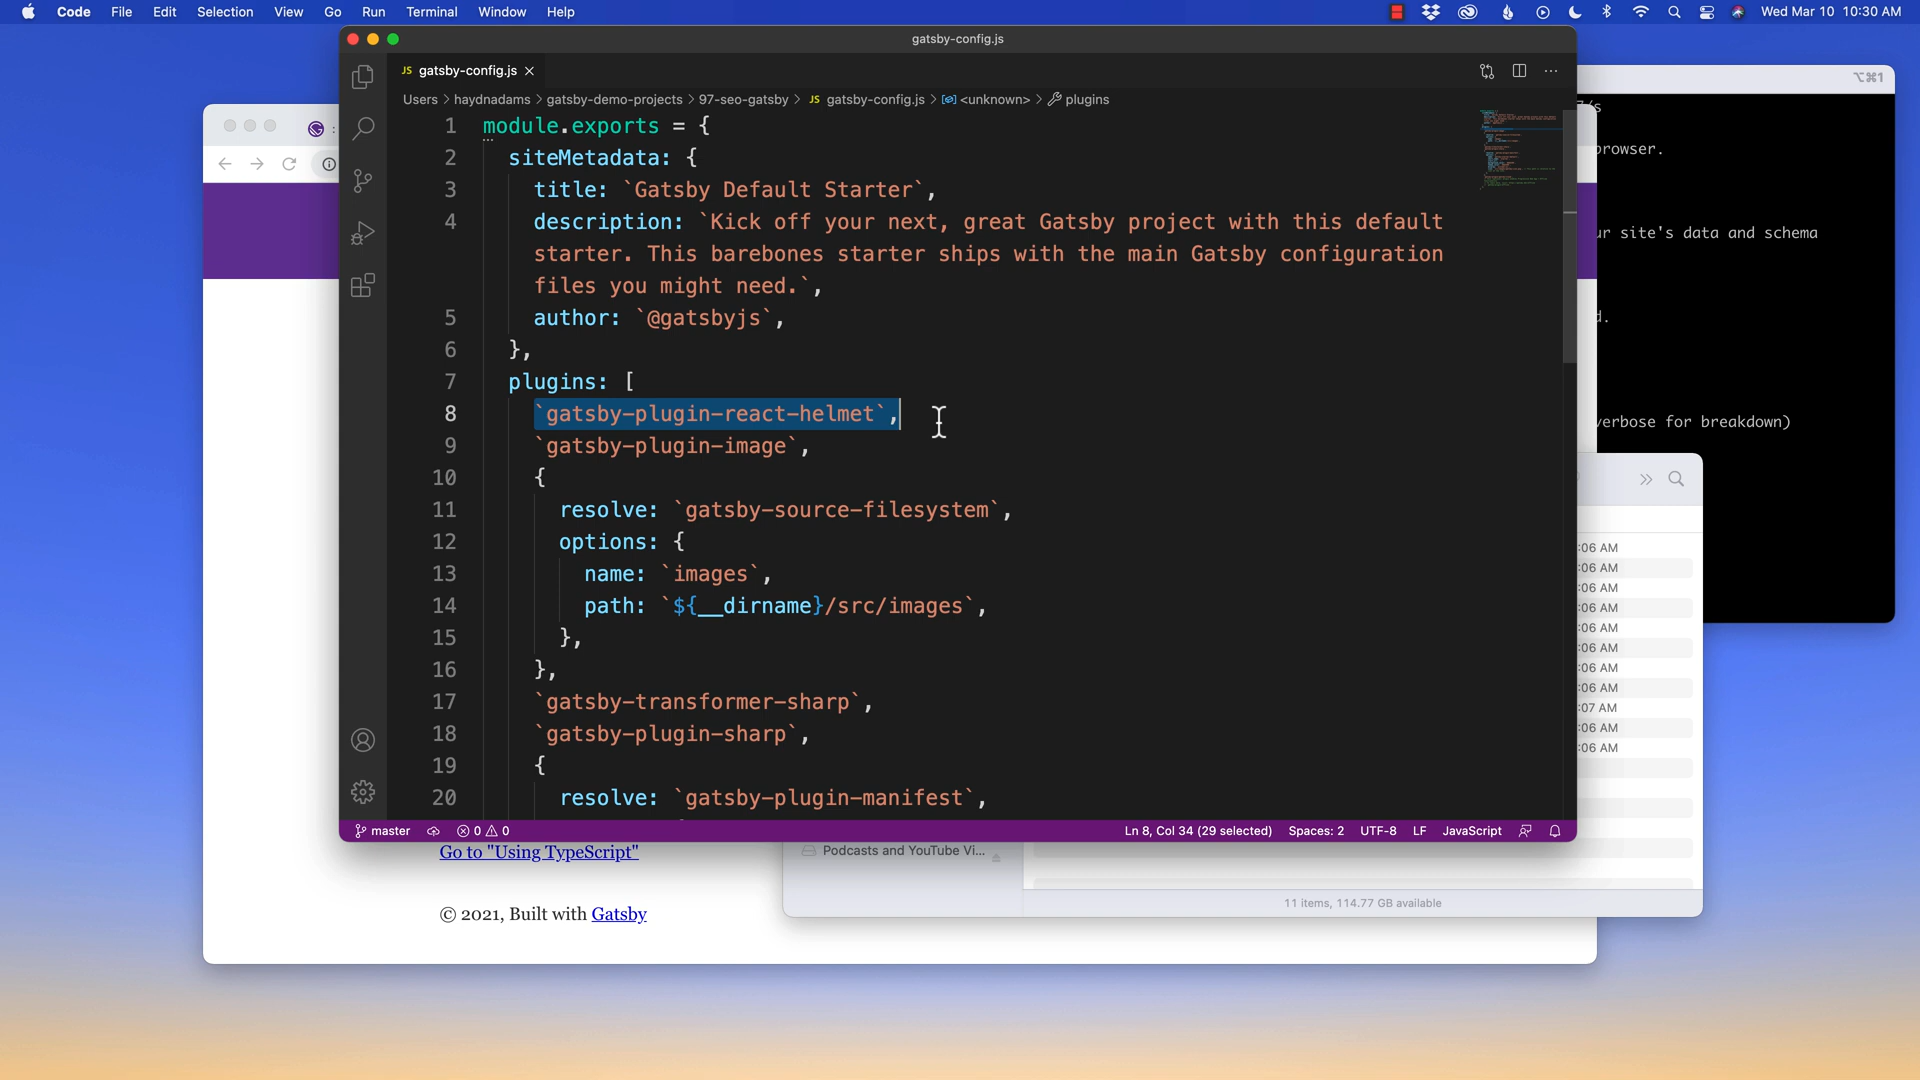 Code File Edit Selection View Go Run Terminal Window Help
Wed Mar 10 10:30 AM
gatsby-config.js
JS gatsby-config.js
⌥⌘1
Users > haydnadams > gatsby-demo-projects > 97-seo-gatsby > JS gatsby-config.js > <unknown> > plugins
1 module.exports = {
2 siteMetadata: {
3 title: `Gatsby Default Starter`,
4 description: `Kick off your next, great Gatsby project with this default
starter. This barebones starter ships with the main Gatsby configuration
files you might need.`,
5 author: `@gatsbyjs`,
6 },
7 plugins: [
8 `gatsby-plugin-react-helmet`,
9 `gatsby-plugin-image`,
10 {
11 resolve: `gatsby-source-filesystem`,
12 options: {
13 name: `images`,
14 path: `${__dirname}/src/images`,
15 },
16 },
17 `gatsby-transformer-sharp`,
18 `gatsby-plugin-sharp`,
19 {
20 resolve: `gatsby-plugin-manifest`,
master 0 0 Ln 8, Col 34 (29 selected) Spaces: 2 UTF-8 LF JavaScript
/s
rowser.
ur site's data and schema
d.
verbose for breakdown)
:06 AM
:06 AM
:06 AM
:06 AM
:06 AM
:06 AM
:06 AM
:06 AM
:07 AM
:06 AM
:06 AM
Go to "Using TypeScript"
Podcasts and YouTube Vi...
11 items, 114.77 GB available
© 2021, Built with Gatsby